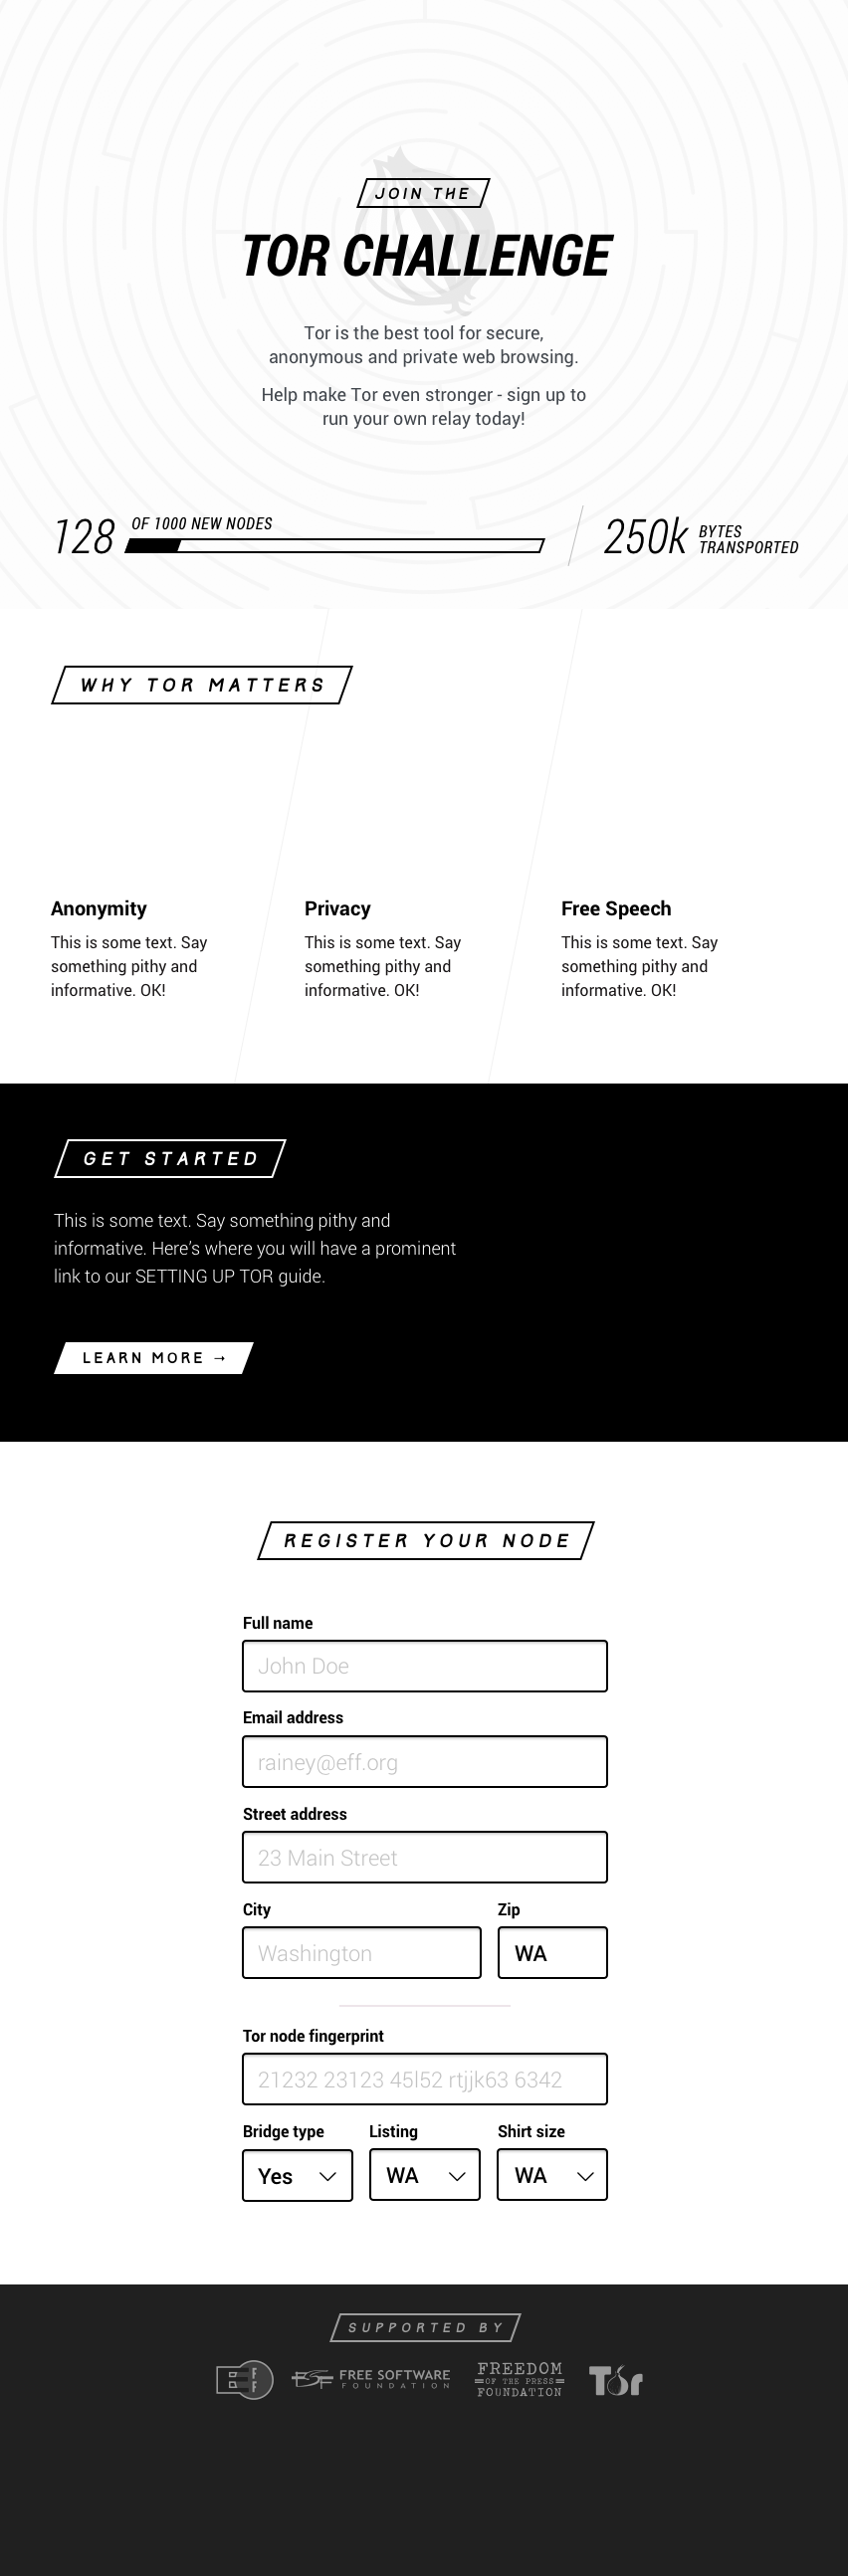 JOIN THE
TOR CHALLENGE
Tor is the best tool for secure,
anonymous and private web browsing.
Help make Tor even stronger - sign up to
run your own relay today!
128
OF 1000 NEW NODES
250k
BYTES
TRANSPORTED
WHY TOR MATTERS
Anonymity
This is some text. Say
something pithy and
informative. OK!
Privacy
This is some text. Say
something pithy and
informative. OK!
Free Speech
This is some text. Say
something pithy and
informative. OK!
GET STARTED
This is some text. Say something pithy and
informative. Here’s where you will have a prominent
link to our SETTING UP TOR guide.
LEARN MORE →
REGISTER YOUR NODE
Full name
John Doe
Email address
rainey@eff.org
Street address
23 Main Street
City
Washington
Zip
WA
Tor node fingerprint
21232 23123 45l52 rtjjk63 6342
Bridge type
Yes
Listing
WA
Shirt size
WA
SUPPORTED BY
EFF
FSF FREE SOFTWARE
FOUNDATION
FREEDOM
OF THE PRESS
FOUNDATION
Tor